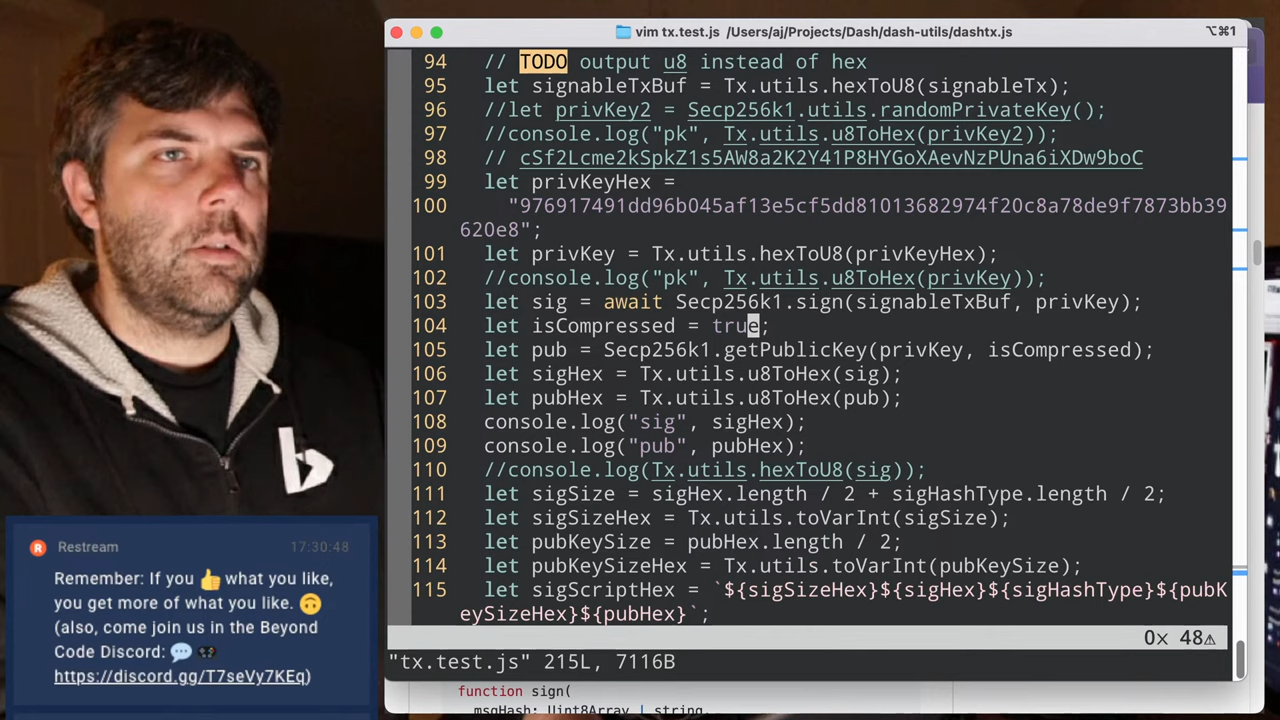 vim tx.test.js /Users/aj/Projects/Dash/dash-utils/dashtx.js
⌥⌘1
94 // TODO output u8 instead of hex
95 let signableTxBuf = Tx.utils.hexToU8(signableTx);
96 //let privKey2 = Secp256k1.utils.randomPrivateKey();
97 //console.log("pk", Tx.utils.u8ToHex(privKey2));
98 // cSf2Lcme2kSpkZ1s5AW8a2K2Y41P8HYGoXAevNzPUna6iXDw9boC
99 let privKeyHex =
100 "976917491dd96b045af13e5cf5dd81013682974f20c8a78de9f7873bb39
620e8";
101 let privKey = Tx.utils.hexToU8(privKeyHex);
102 //console.log("pk", Tx.utils.u8ToHex(privKey));
103 let sig = await Secp256k1.sign(signableTxBuf, privKey);
104 let isCompressed = true;
105 let pub = Secp256k1.getPublicKey(privKey, isCompressed);
106 let sigHex = Tx.utils.u8ToHex(sig);
107 let pubHex = Tx.utils.u8ToHex(pub);
108 console.log("sig", sigHex);
109 console.log("pub", pubHex);
110 //console.log(Tx.utils.hexToU8(sig));
111 let sigSize = sigHex.length / 2 + sigHashType.length / 2;
112 let sigSizeHex = Tx.utils.toVarInt(sigSize);
113 let pubKeySize = pubHex.length / 2;
114 let pubKeySizeHex = Tx.utils.toVarInt(pubKeySize);
115 let sigScriptHex = `${sigSizeHex}${sigHex}${sigHashType}${pubK
eySizeHex}${pubHex}`;
0× 48⚠
"tx.test.js" 215L, 7116B
function sign(
msgHash: Uint8Array | string,
b
R Restream 17:30:48
Remember: If you 👍 what you like,
you get more of what you like. 🙃
(also, come join us in the Beyond
Code Discord: 💬 🎮
https://discord.gg/T7seVy7KEq)